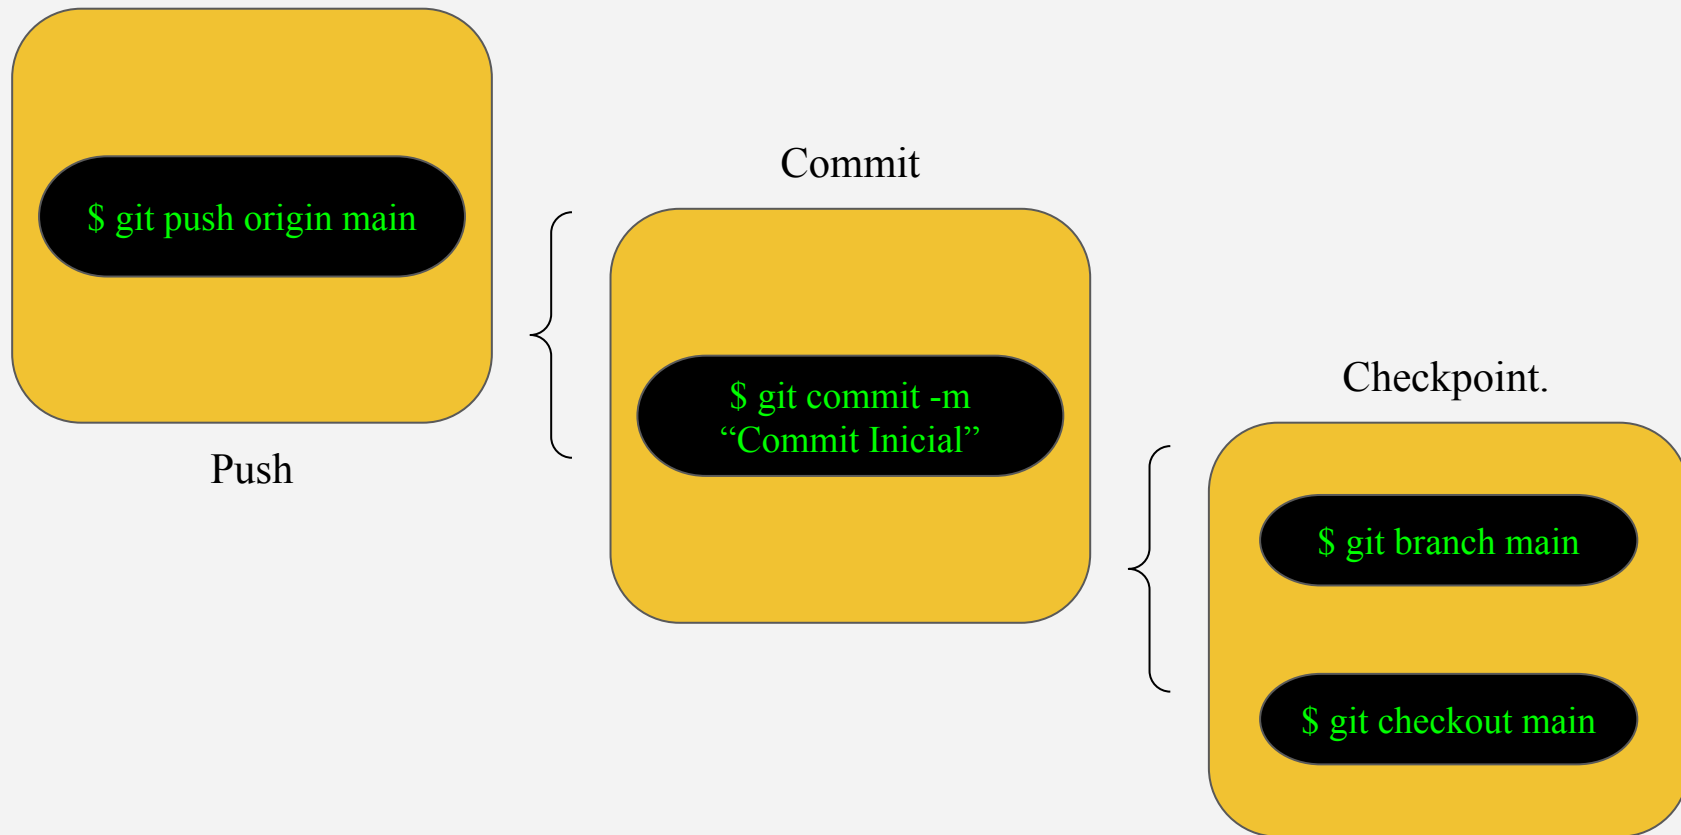 $ git push origin main
Push
Commit
$ git commit -m
“Commit Inicial”
Checkpoint.
$ git branch main
$ git checkout main